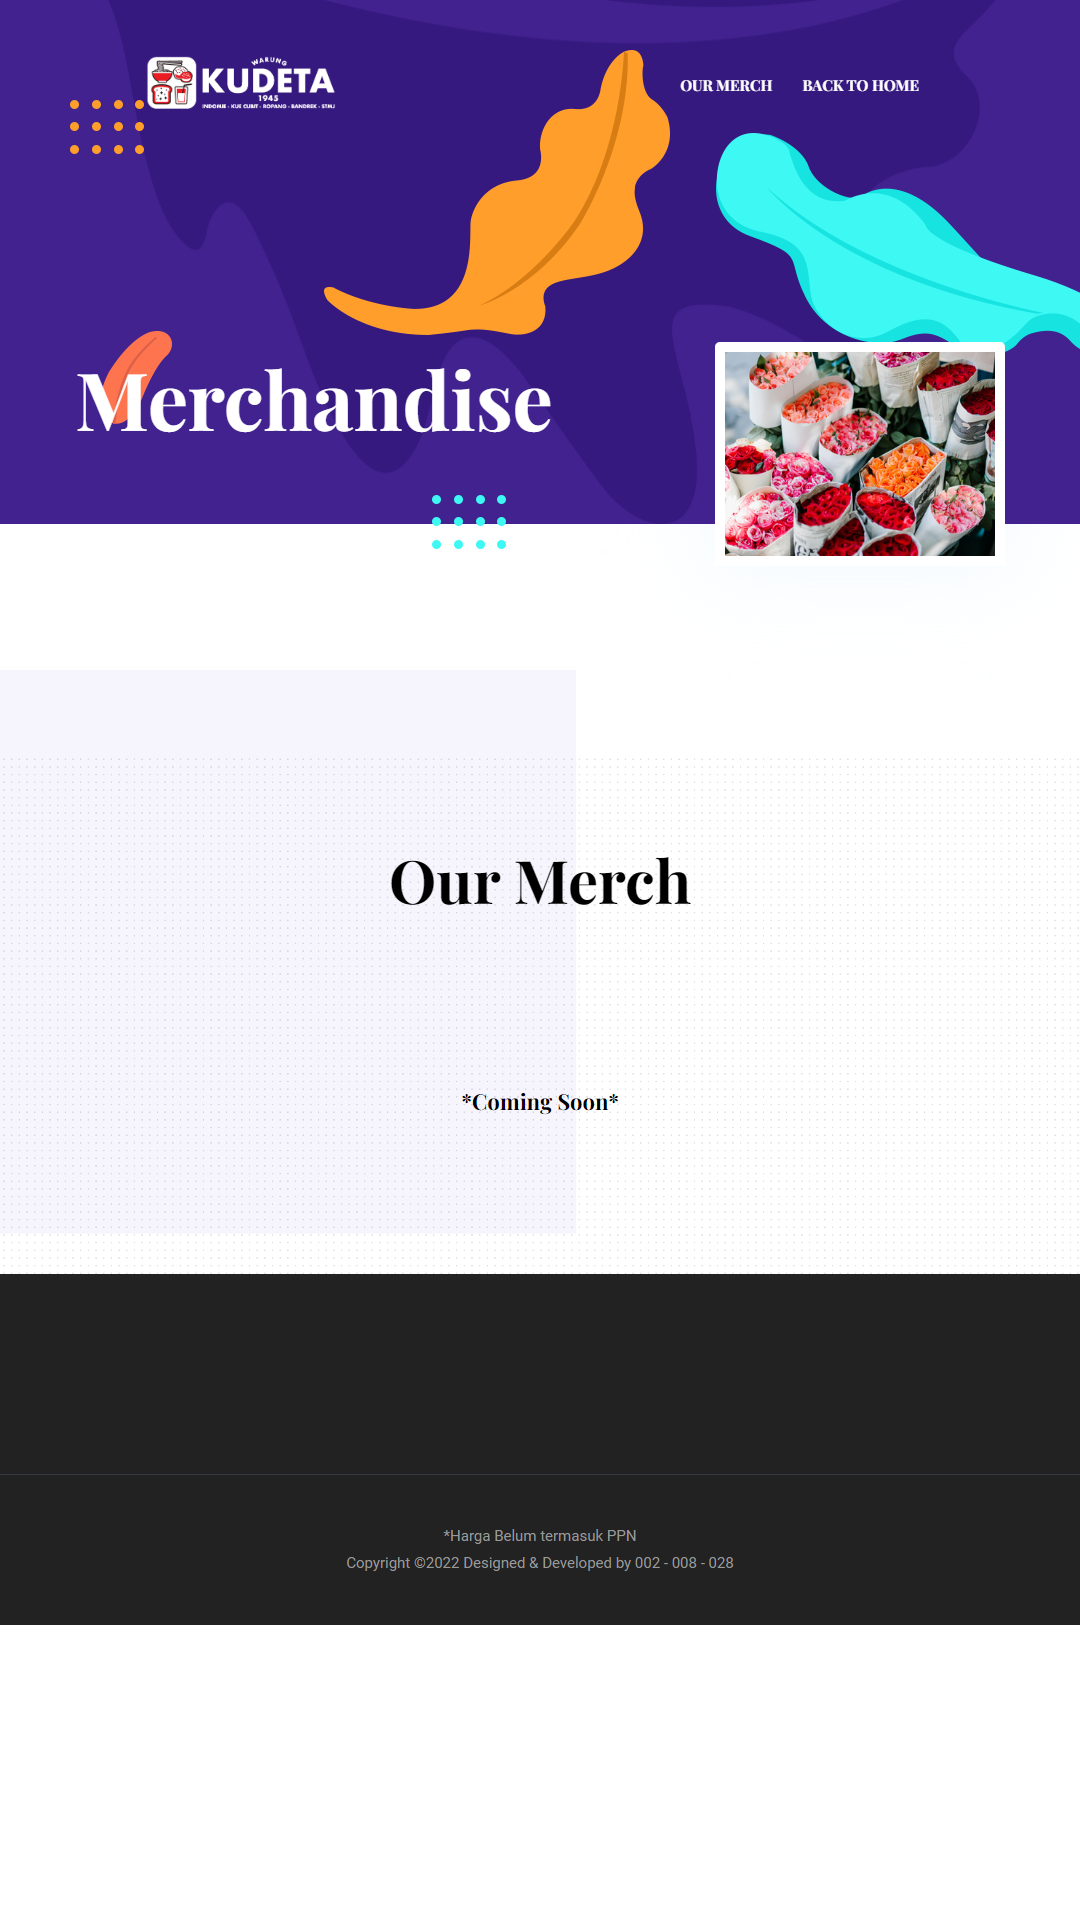 WARUNG
KUDETA
1945
INDOMIE - KUE CUBIT - ROPANG - BANDREK - STMJ
OUR MERCH
BACK TO HOME
Merchandise
Our Merch
*Coming Soon*
*Harga Belum termasuk PPN
Copyright ©2022 Designed & Developed by 002 - 008 - 028